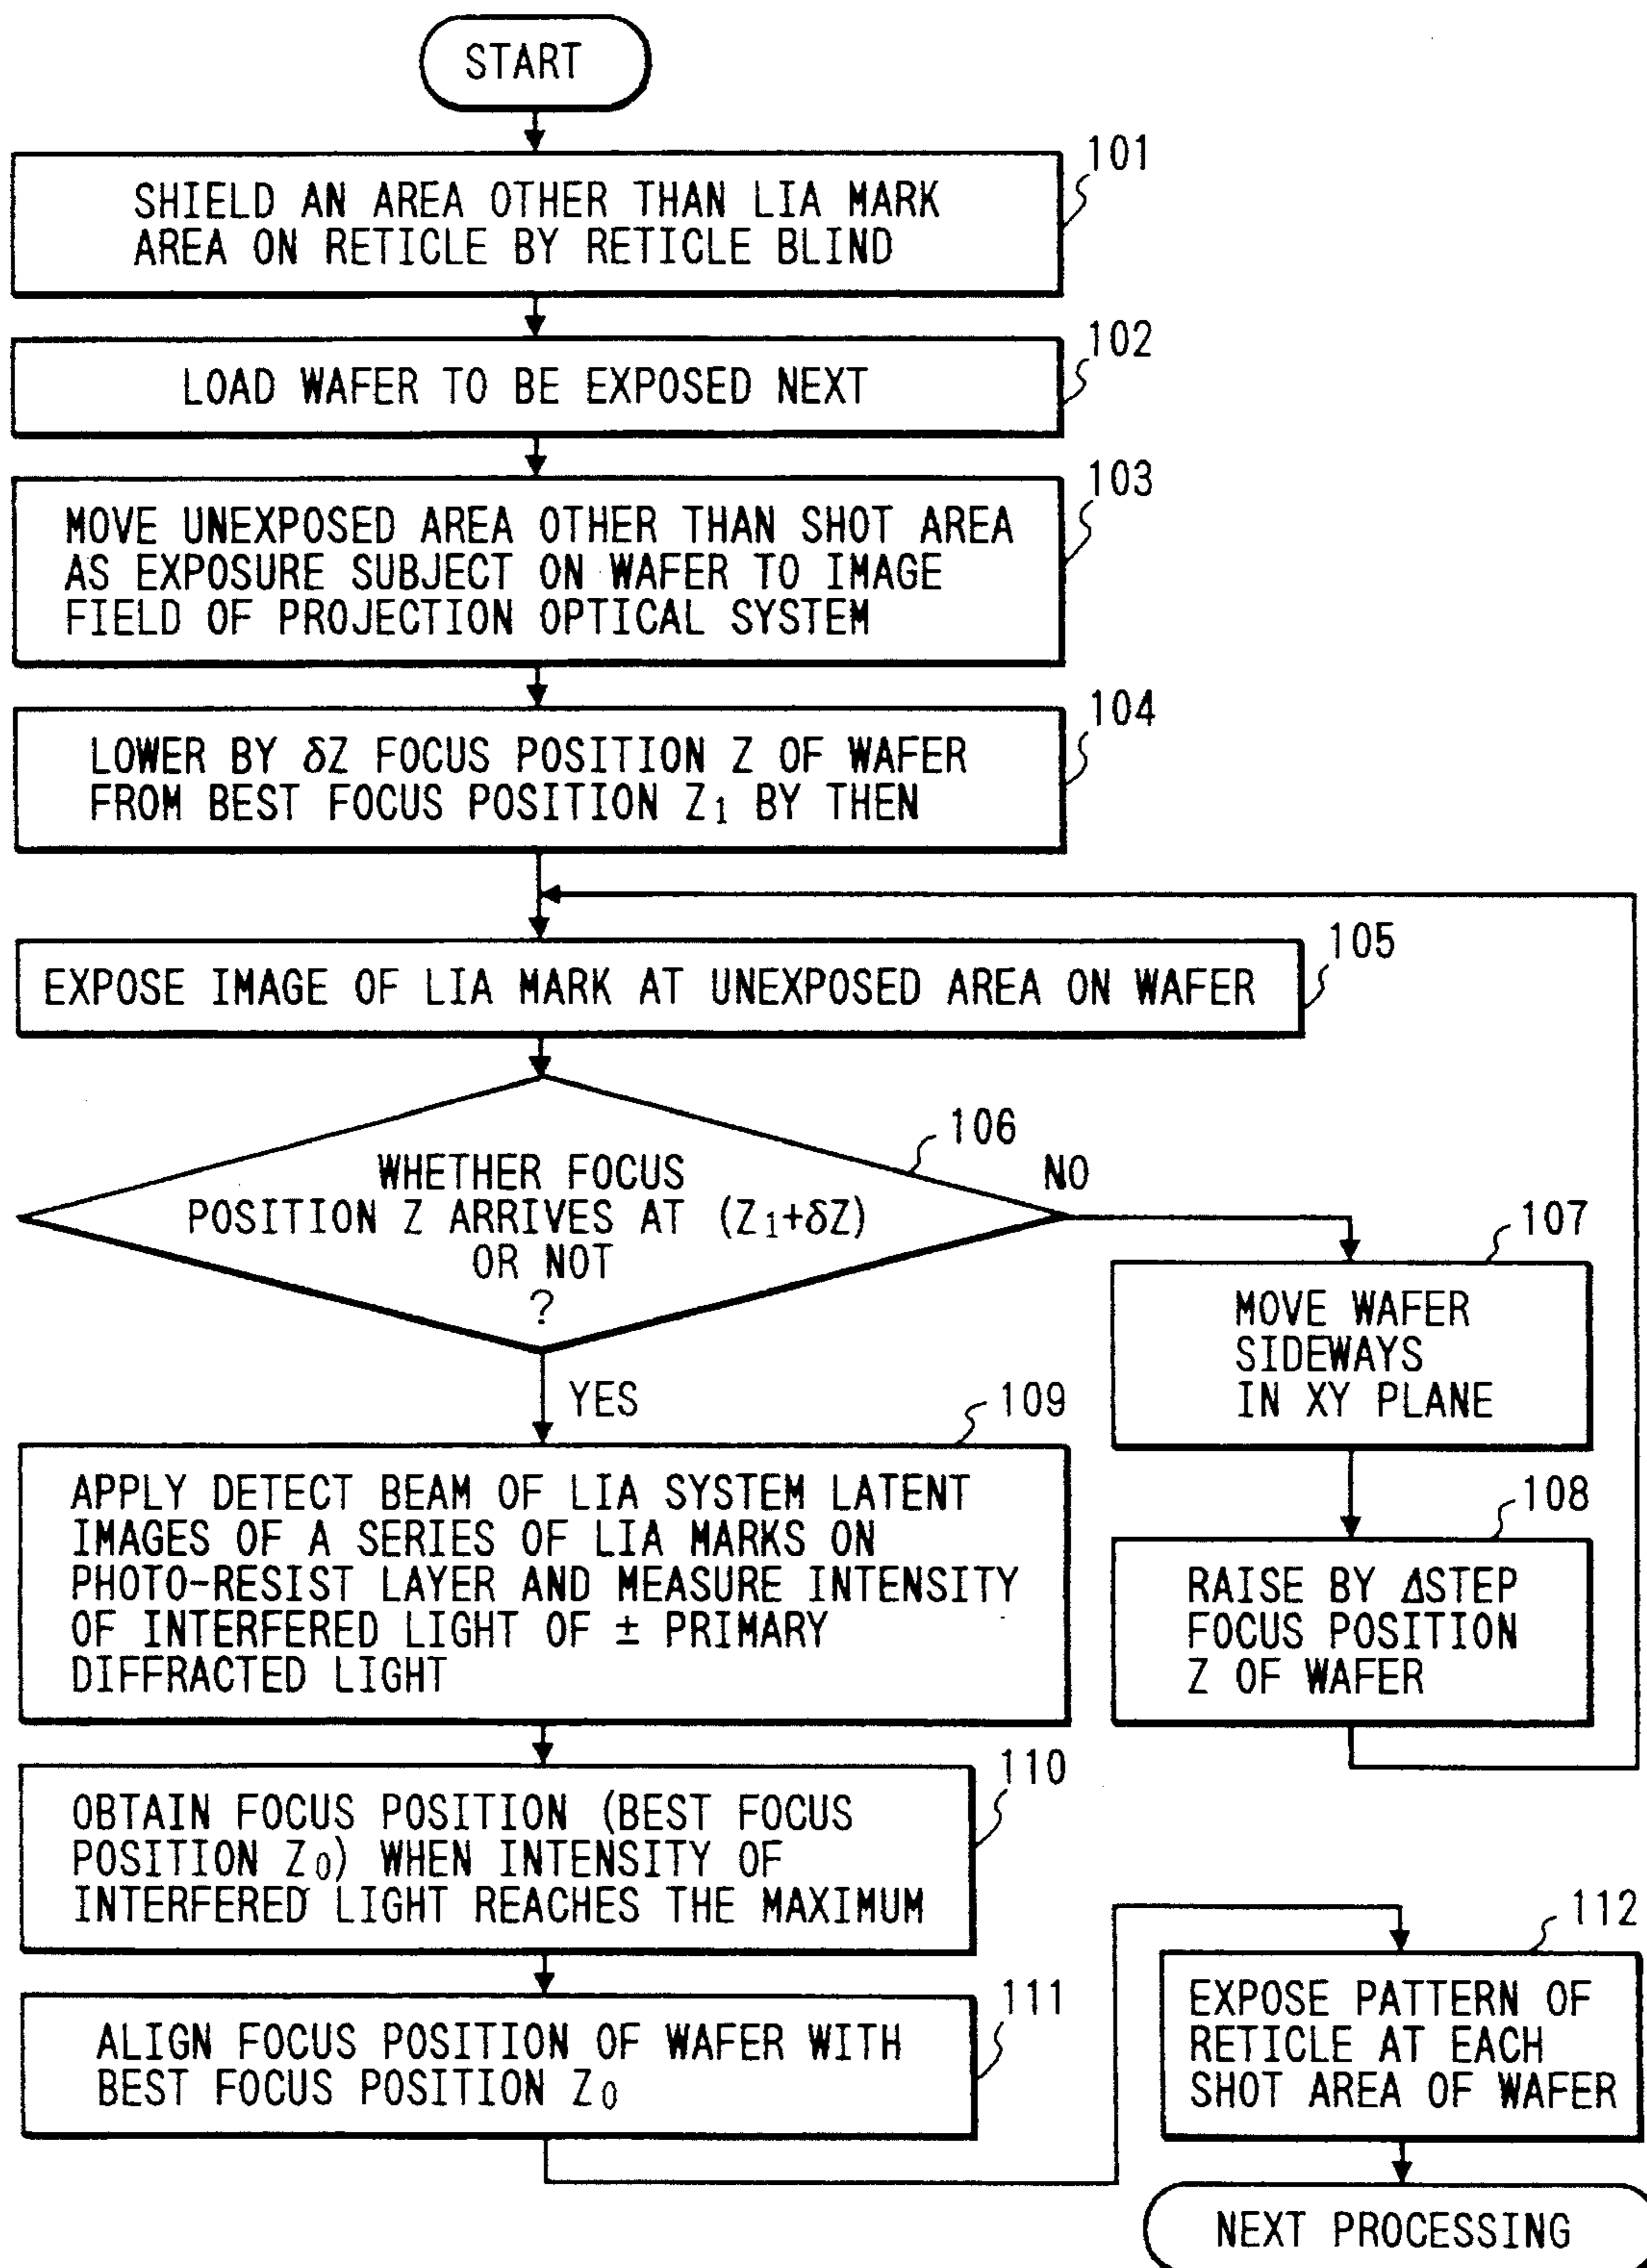 START
101
SHIELD AN AREA OTHER THAN LIA MARK
AREA ON RETICLE BY RETICLE BLIND
102
LOAD WAFER TO BE EXPOSED NEXT
103
MOVE UNEXPOSED AREA OTHER THAN SHOT AREA
AS EXPOSURE SUBJECT ON WAFER TO IMAGE
FIELD OF PROJECTION OPTICAL SYSTEM
104
LOWER BY δZ FOCUS POSITION Z OF WAFER
FROM BEST FOCUS POSITION Z₁ BY THEN
105
EXPOSE IMAGE OF LIA MARK AT UNEXPOSED AREA ON WAFER
106
WHETHER FOCUS
POSITION Z ARRIVES AT (Z₁+δZ)
OR NOT
?
NO
107
MOVE WAFER
SIDEWAYS
IN XY PLANE
108
RAISE BY ΔSTEP
FOCUS POSITION
Z OF WAFER
YES
109
APPLY DETECT BEAM OF LIA SYSTEM LATENT
IMAGES OF A SERIES OF LIA MARKS ON
PHOTO-RESIST LAYER AND MEASURE INTENSITY
OF INTERFERED LIGHT OF ± PRIMARY
DIFFRACTED LIGHT
110
OBTAIN FOCUS POSITION (BEST FOCUS
POSITION Z₀) WHEN INTENSITY OF
INTERFERED LIGHT REACHES THE MAXIMUM
111
ALIGN FOCUS POSITION OF WAFER WITH
BEST FOCUS POSITION Z₀
112
EXPOSE PATTERN OF
RETICLE AT EACH
SHOT AREA OF WAFER
NEXT PROCESSING